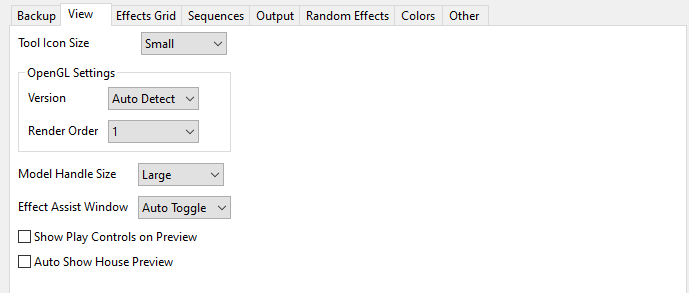 Backup View Effects Grid Sequences Output Random Effects Colors Other
Tool Icon Size Small
OpenGL Settings
Version Auto Detect
Render Order 1
Model Handle Size Large
Effect Assist Window Auto Toggle
Show Play Controls on Preview
Auto Show House Preview